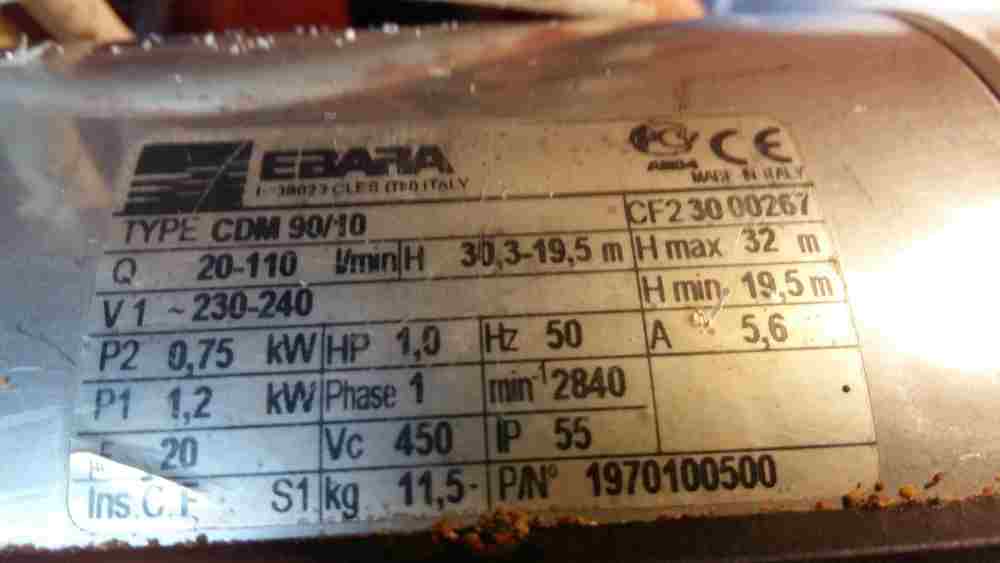 EBARA
CLES (TN) ITALY
CE
MADE IN ITALY
TYPE CDM 90/10
CF2 30 00267
Q 20-110 l/min H 30,3-19,5 m H max 32 m
V 1 ~ 230-240 H min 19,5 m
P2 0,75 kW HP 1,0 Hz 50 A 5,6
P1 1,2 kW Phase 1 min-1 2840
20 Vc 450 IP 55
Ins.C.F S1 kg 11,5 P/N° 1970100500